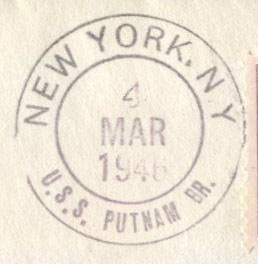 NEW YORK, N.Y
4
MAR
1946
U.S.S. PUTNAM BR.